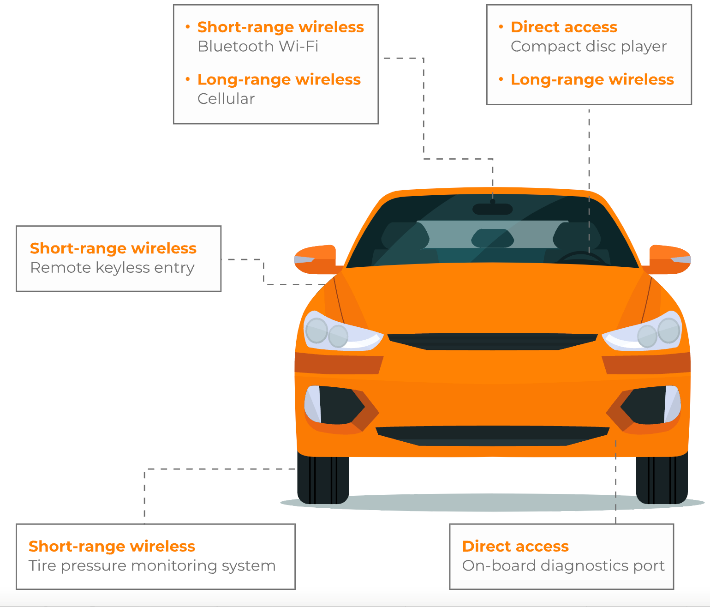 • Short-range wireless
Bluetooth Wi-Fi
• Long-range wireless
Cellular
• Direct access
Compact disc player
• Long-range wireless
Short-range wireless
Remote keyless entry
Short-range wireless
Tire pressure monitoring system
Direct access
On-board diagnostics port